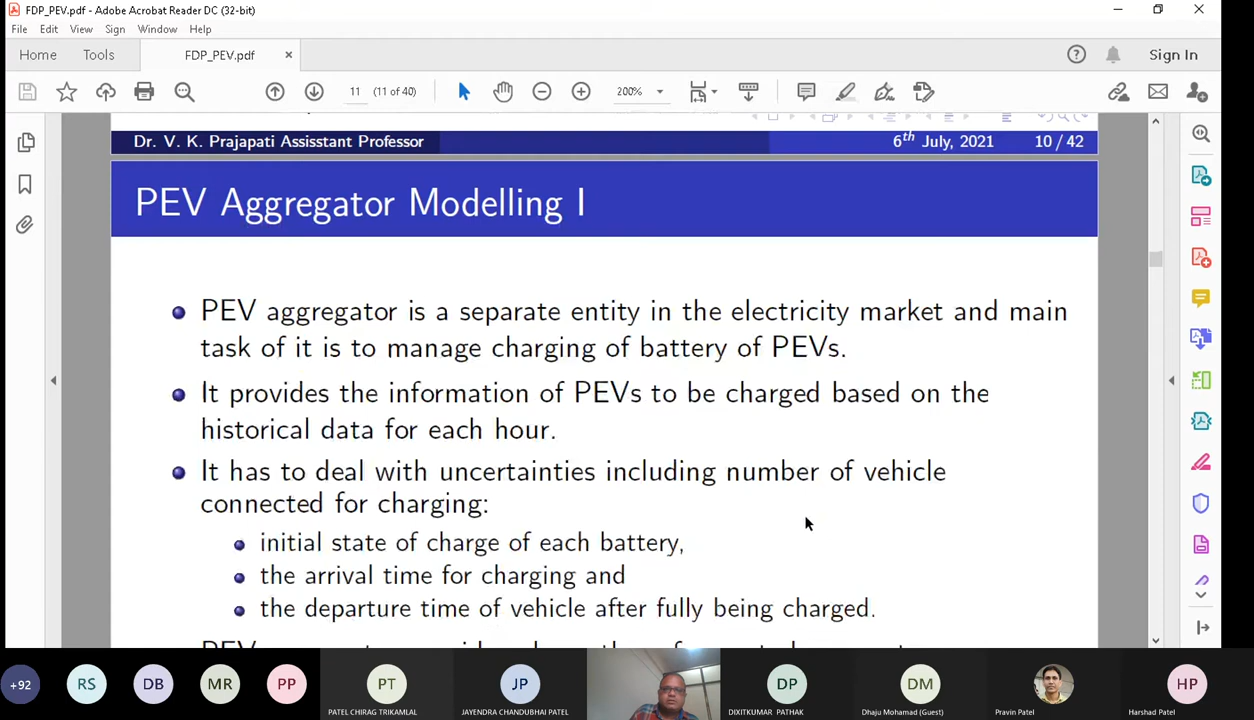 FDP_PEV.pdf - Adobe Acrobat Reader DC (32-bit)
File Edit View Sign Window Help
Home Tools FDP_PEV.pdf × Sign In
11 (11 of 40) 200%
Dr. V. K. Prajapati Assisstant Professor 6th July, 2021 10 / 42
PEV Aggregator Modelling I
PEV aggregator is a separate entity in the electricity market and main
task of it is to manage charging of battery of PEVs.
It provides the information of PEVs to be charged based on the
historical data for each hour.
It has to deal with uncertainties including number of vehicle
connected for charging:
initial state of charge of each battery,
the arrival time for charging and
the departure time of vehicle after fully being charged.
+92 RS DB MR PP PT JP DP DM HP
PATEL CHIRAG TRIKAMLAL JAYENDRA CHANDUBHAI PATEL DIXITKUMAR PATHAK Dhaju Mohamad (Guest) Pravin Patel Harshad Patel